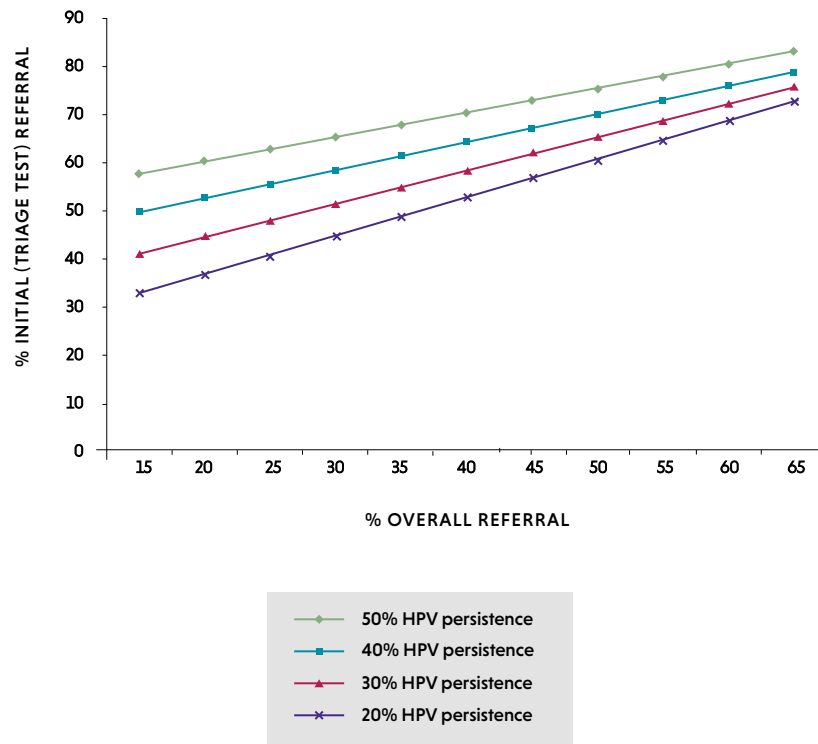 90
80
70
60
50
40
30
20
10
0
% INITIAL (TRIAGE TEST) REFERRAL
15 20 25 30 35 40 45 50 55 60 65
% OVERALL REFERRAL
50% HPV persistence
40% HPV persistence
30% HPV persistence
20% HPV persistence